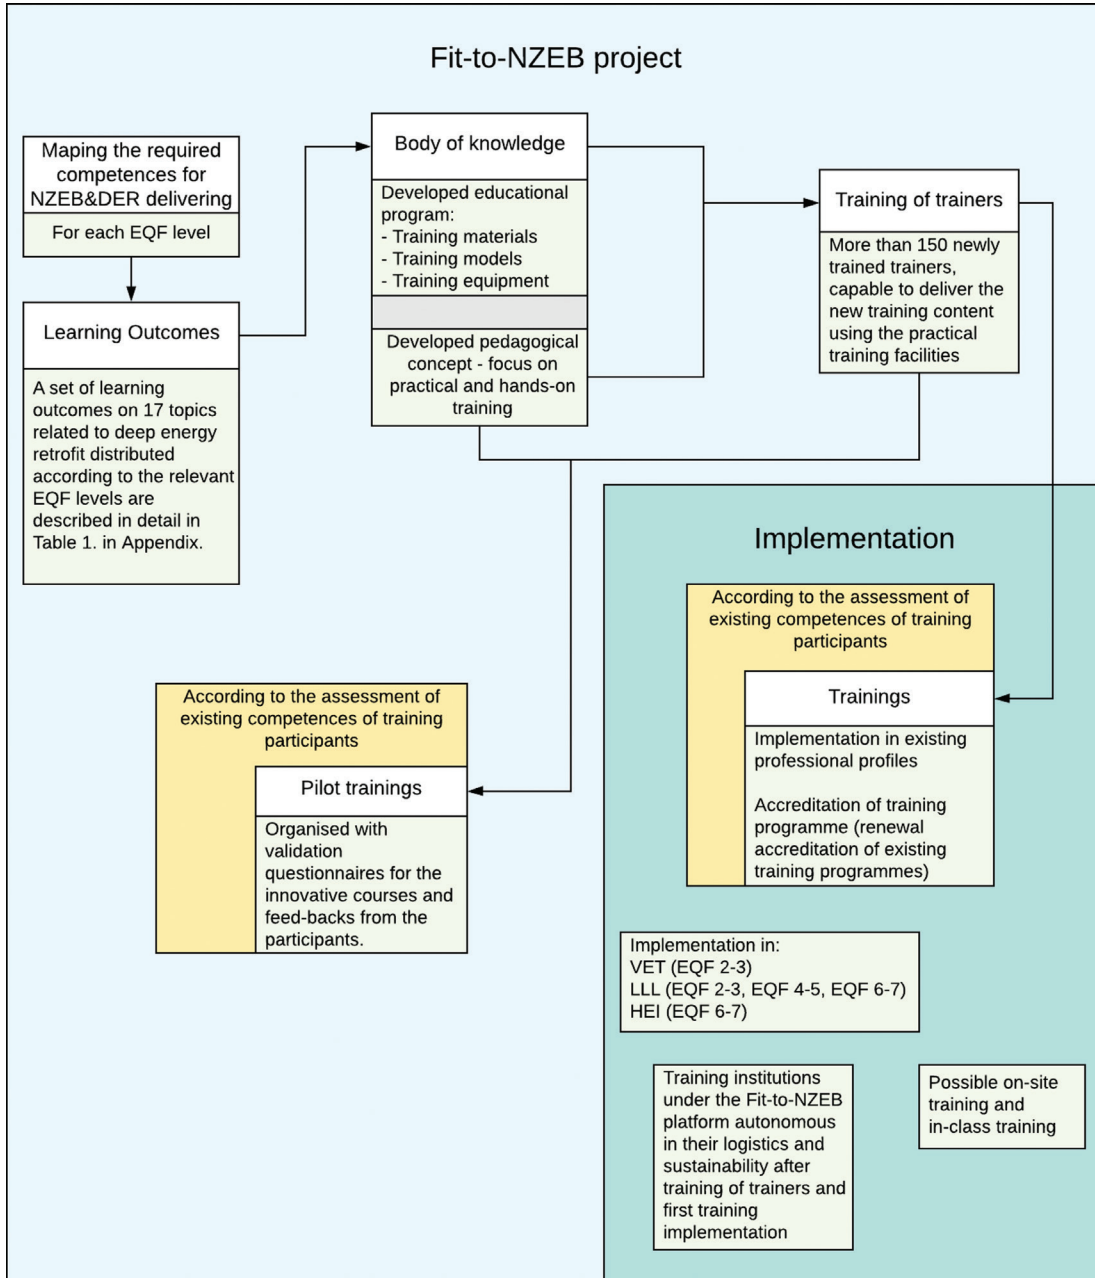 Fit-to-NZEB project
Maping the required
competences for
NZEB&DER delivering
For each EQF level
Learning Outcomes
A set of learning
outcomes on 17 topics
related to deep energy
retrofit distributed
according to the relevant
EQF levels are
described in detail in
Table 1. in Appendix.
Body of knowledge
Developed educational
program:
- Training materials
- Training models
- Training equipment
Developed pedagogical
concept - focus on
practical and hands-on
training
Training of trainers
More than 150 newly
trained trainers,
capable to deliver the
new training content
using the practical
training facilities
According to the assessment of
existing competences of training
participants
Pilot trainings
Organised with
validation
questionnaires for the
innovative courses and
feed-backs from the
participants.
Implementation
According to the assessment of
existing competences of training
participants
Trainings
Implementation in existing
professional profiles
Accreditation of training
programme (renewal
accreditation of existing
training programmes)
Implementation in:
VET (EQF 2-3)
LLL (EQF 2-3, EQF 4-5, EQF 6-7)
HEI (EQF 6-7)
Training institutions
under the Fit-to-NZEB
platform autonomous
in their logistics and
sustainability after
training of trainers and
first training
implementation
Possible on-site
training and
in-class training